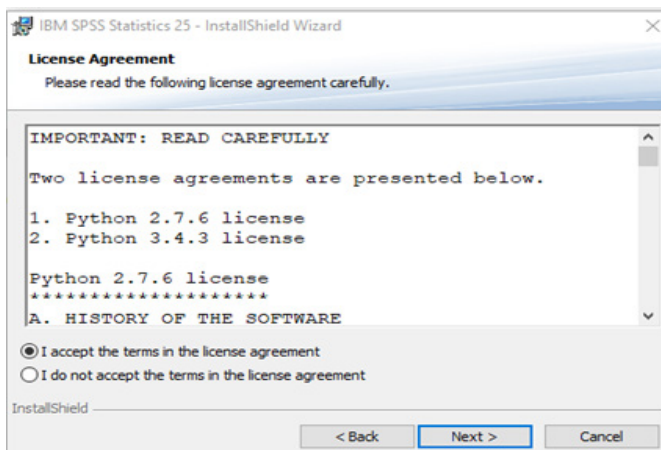 IBM SPSS Statistics 25 - InstallShield Wizard
License Agreement
Please read the following license agreement carefully.
IMPORTANT: READ CAREFULLY
Two license agreements are presented below.
1. Python 2.7.6 license
2. Python 3.4.3 license
Python 2.7.6 license
*********************
A. HISTORY OF THE SOFTWARE
I accept the terms in the license agreement
I do not accept the terms in the license agreement
InstallShield
< Back Next > Cancel